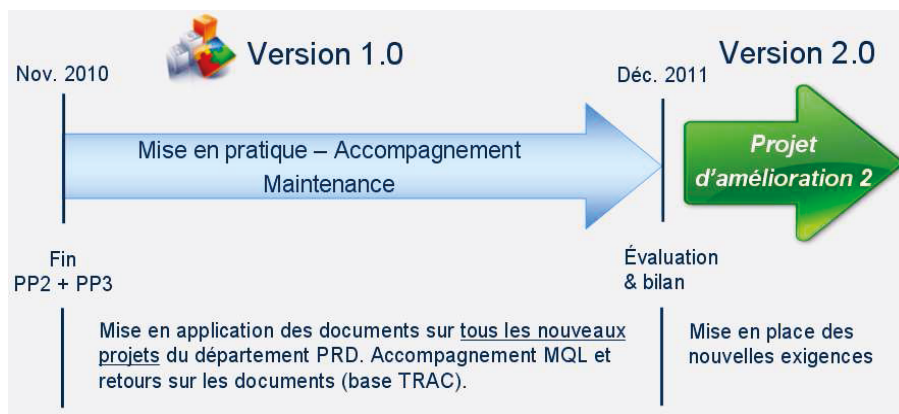 Version 1.0
Version 2.0
Nov. 2010
Déc. 2011
Mise en pratique – Accompagnement
Maintenance
Projet
d'amélioration 2
Fin
PP2 + PP3
Évaluation
& bilan
Mise en application des documents sur tous les nouveaux
projets du département PRD. Accompagnement MQL et
retours sur les documents (base TRAC).
Mise en place des
nouvelles exigences